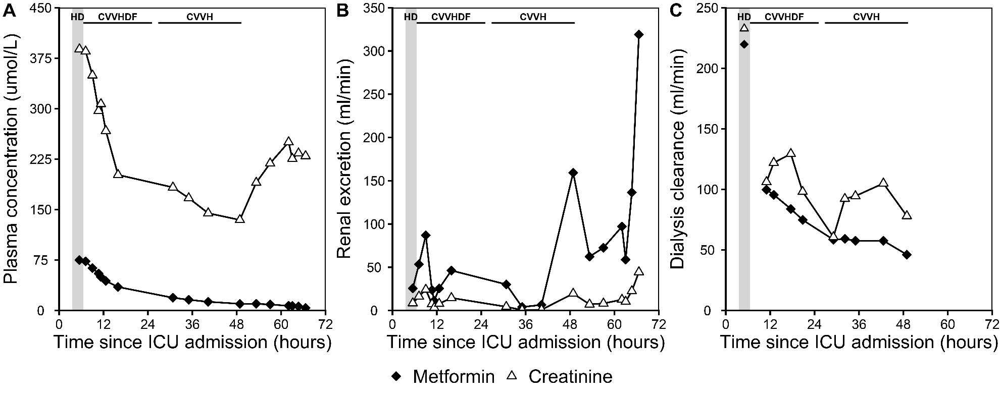 A
HD CVVHDF CVVH
Plasma concentration (umol/L)
450
375
300
225
150
75
0
0 12 24 36 48 60 72
Time since ICU admission (hours)
B
HD CVVHDF CVVH
Renal excretion (ml/min)
350
300
250
200
150
100
50
0
0 12 24 36 48 60 72
Time since ICU admission (hours)
C
HD CVVHDF CVVH
Dialysis clearance (ml/min)
250
200
150
100
50
0
0 12 24 36 48 60 72
Time since ICU admission (hours)
Metformin Creatinine